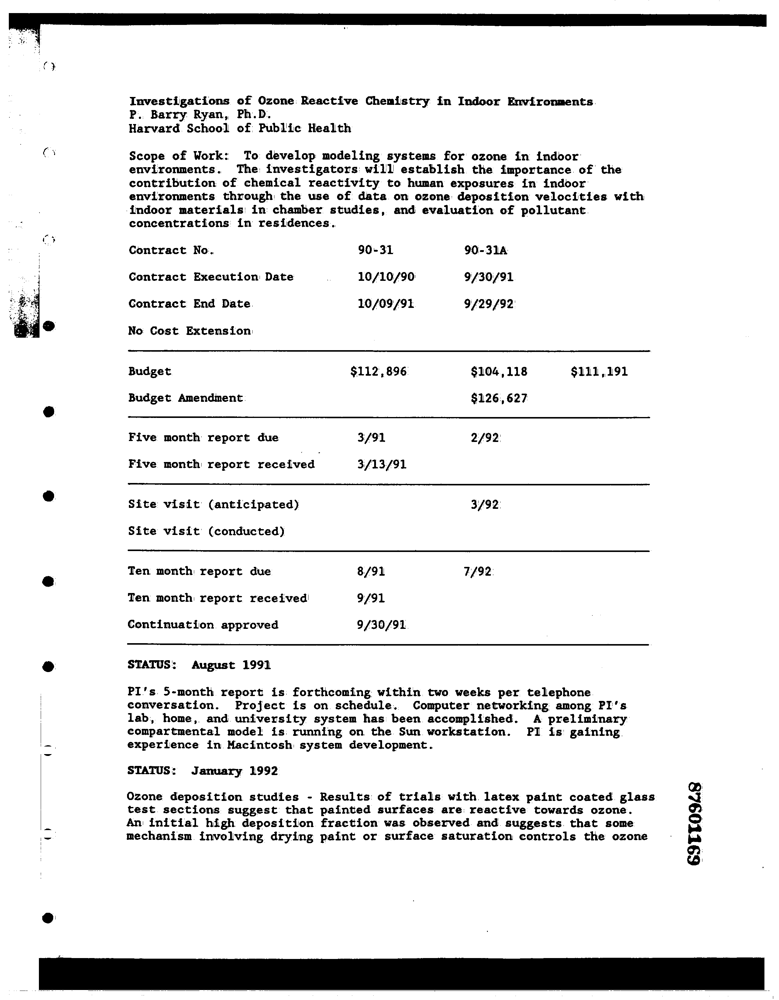 Investigations of Ozone Reactive Chemistry in Indoor Environments
P. Barry Ryan, Ph.D.
Harvard School of Public Health
Scope of Work: To develop modeling systems for ozone in indoor
environments. The investigators will establish the importance of the
contribution of chemical reactivity to human exposures in indoor
environments through the use of data on ozone deposition velocities with
indoor materials in chamber studies, and evaluation of pollutant
concentrations in residences.
Contract No. 90-31 90-31A
Contract Execution Date 10/10/90 9/30/91
Contract End Date 10/09/91 9/29/92
No Cost Extension
Budget $112,896 $104,118 $111,191
Budget Amendment $126,627
Five month report due 3/91 2/92
Five month report received 3/13/91
Site visit (anticipated) 3/92
Site visit (conducted)
Ten month report due 8/91 7/92
Ten month report received 9/91
Continuation approved 9/30/91
STATUS: August 1991
PI's 5-month report is forthcoming within two weeks per telephone
conversation. Project is on schedule. Computer networking among PI's
lab, home, and university system has been accomplished. A preliminary
compartmental model is running on the Sun workstation. PI is gaining
experience in Macintosh system development.
STATUS: January 1992
Ozone deposition studies - Results of trials with latex paint coated glass
test sections suggest that painted surfaces are reactive towards ozone.
An initial high deposition fraction was observed and suggests that some
mechanism involving drying paint or surface saturation controls the ozone
87601169